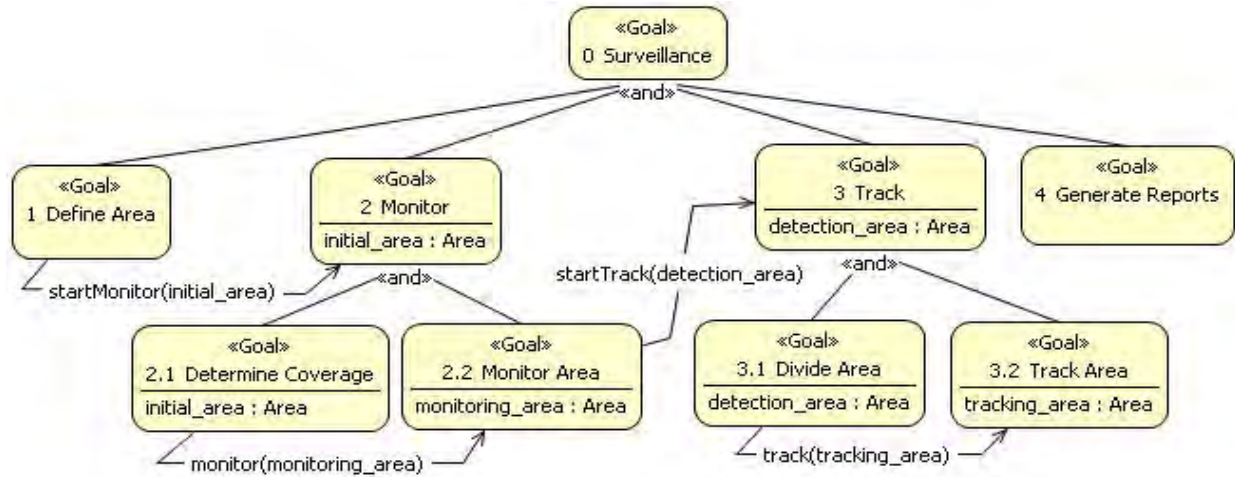 «Goal»
0 Surveillance
«and»
«Goal»
1 Define Area
«Goal»
2 Monitor
initial_area : Area
«Goal»
3 Track
detection_area : Area
«Goal»
4 Generate Reports
startMonitor(initial_area)
«and»
startTrack(detection_area)
«and»
«Goal»
2.1 Determine Coverage
initial_area : Area
«Goal»
2.2 Monitor Area
monitoring_area : Area
«Goal»
3.1 Divide Area
detection_area : Area
«Goal»
3.2 Track Area
tracking_area : Area
monitor(monitoring_area)
track(tracking_area)